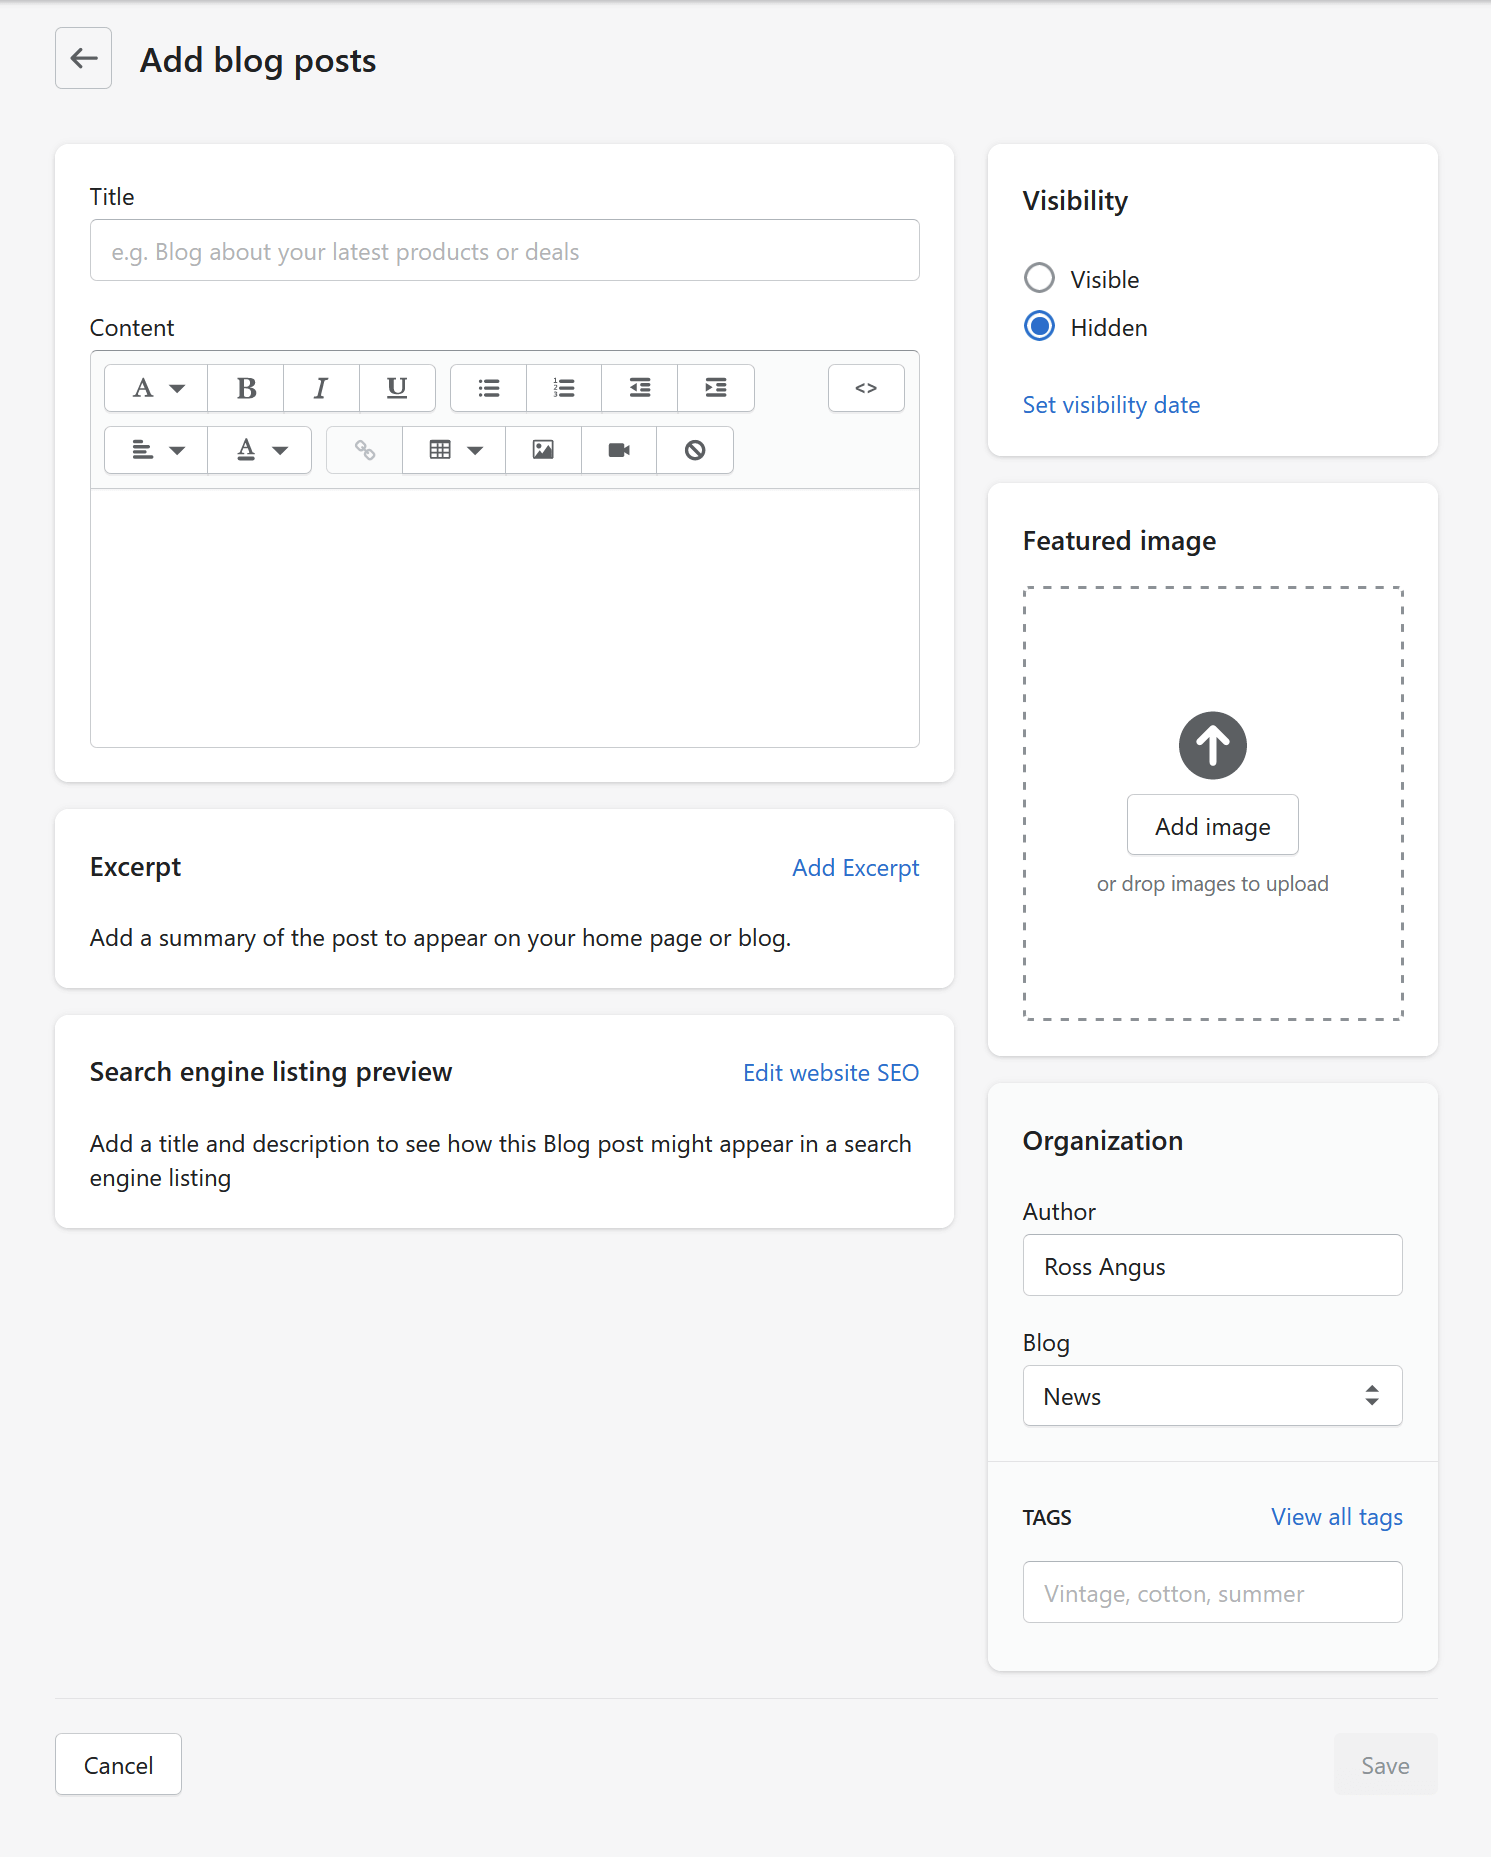 Add blog posts
Title
e.g. Blog about your latest products or deals
Content
A
B
I
U
<>
A
Excerpt
Add Excerpt
Add a summary of the post to appear on your home page or blog.
Search engine listing preview
Edit website SEO
Add a title and description to see how this Blog post might appear in a search
engine listing
Visibility
Visible
Hidden
Set visibility date
Featured image
Add image
or drop images to upload
Organization
Author
Ross Angus
Blog
News
TAGS
View all tags
Vintage, cotton, summer
Cancel
Save